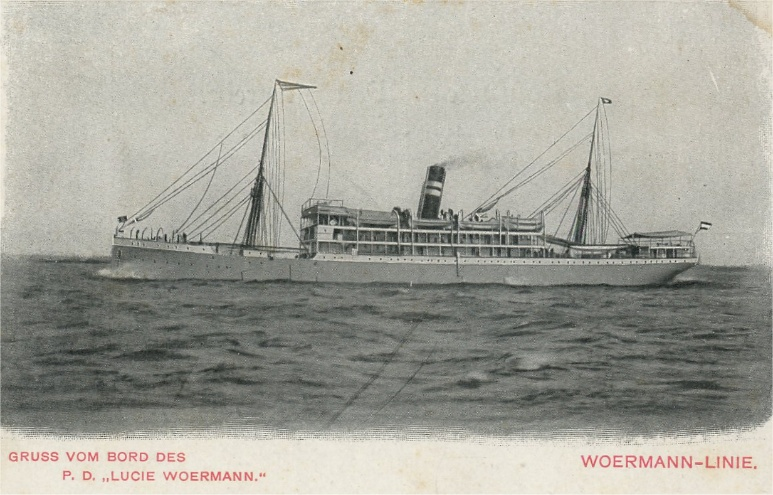 GRUSS VOM BORD DES
P. D. „LUCIE WOERMANN.“
WOERMANN-LINIE.